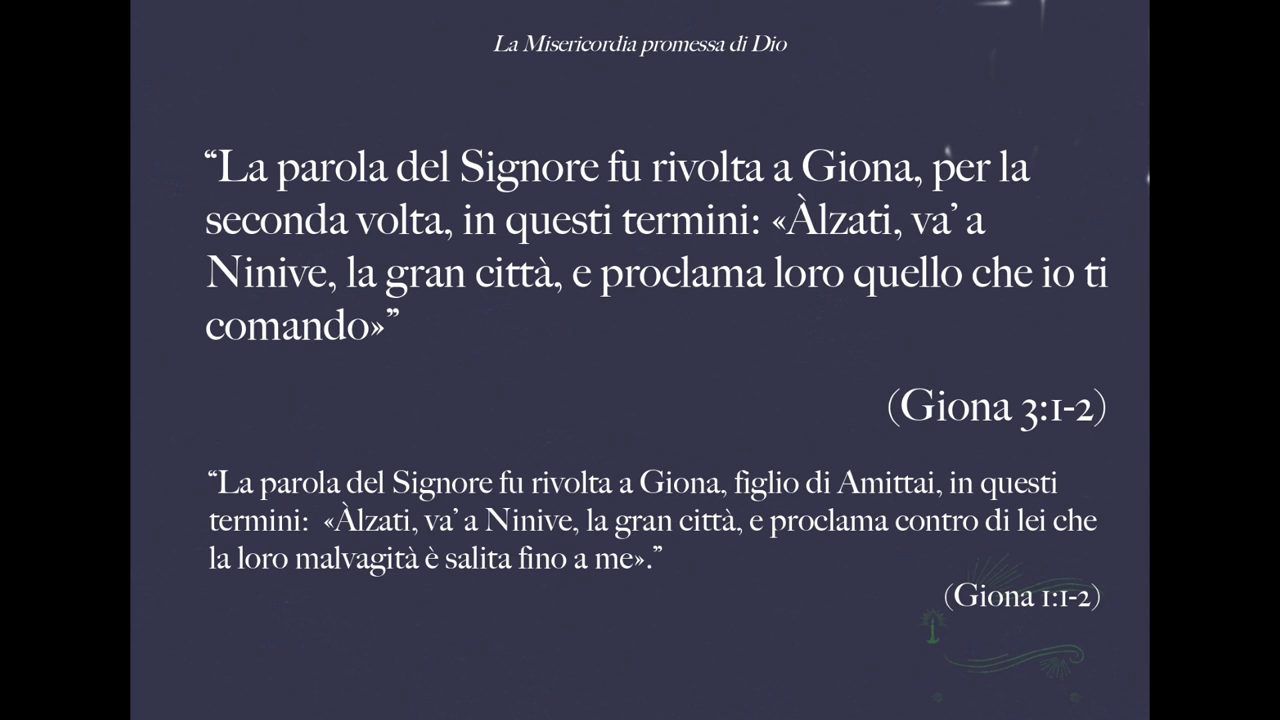 La Misericordia promessa di Dio
“La parola del Signore fu rivolta a Giona, per la
seconda volta, in questi termini: «Àlzati, va’ a
Ninive, la gran città, e proclama loro quello che io ti
comando»”
(Giona 3:1-2)
“La parola del Signore fu rivolta a Giona, figlio di Amittai, in questi
termini:  «Àlzati, va’ a Ninive, la gran città, e proclama contro di lei che
la loro malvagità è salita fino a me».”
(Giona 1:1-2)